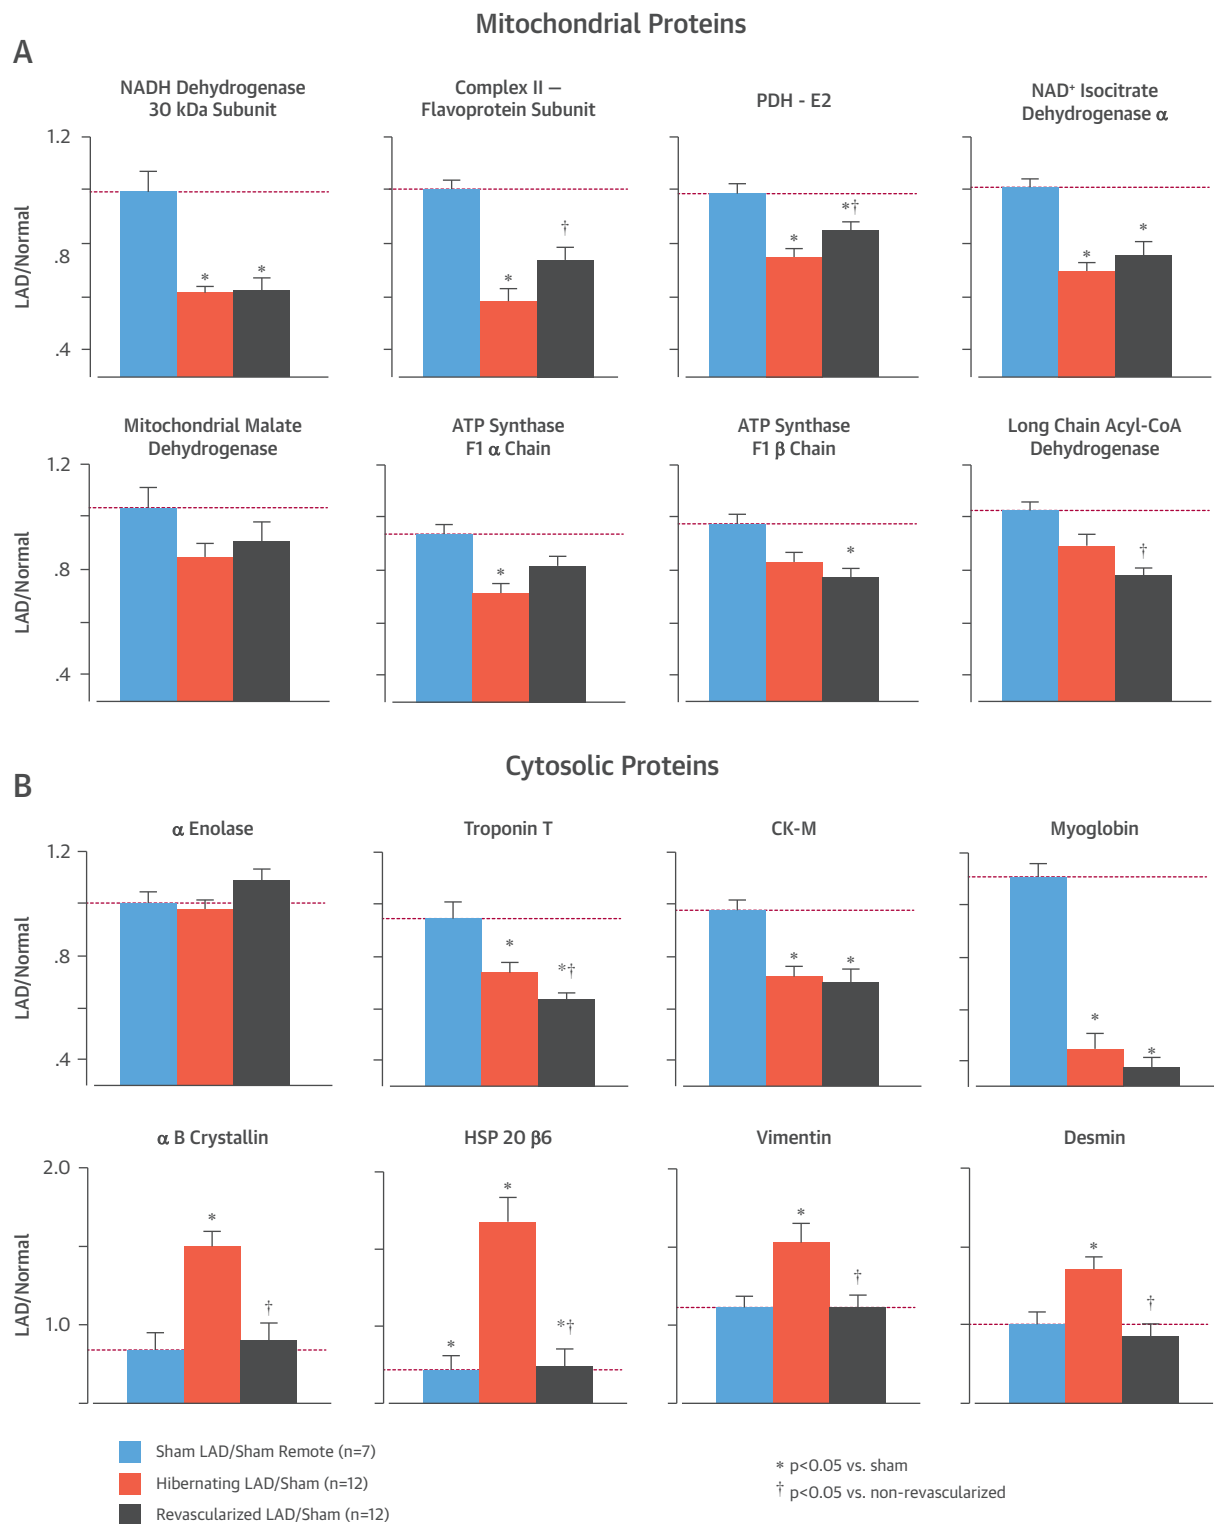 Mitochondrial Proteins
A
NADH Dehydrogenase
30 kDa Subunit
Complex II —
Flavoprotein Subunit
PDH - E2
NAD⁺ Isocitrate
Dehydrogenase α
LAD/Normal
1.2
.8
.4
*
*
*
†
*
*†
*
*
Mitochondrial Malate
Dehydrogenase
ATP Synthase
F1 α Chain
ATP Synthase
F1 β Chain
Long Chain Acyl-CoA
Dehydrogenase
LAD/Normal
1.2
.8
.4
*
*
†
Cytosolic Proteins
B
α Enolase
Troponin T
CK-M
Myoglobin
LAD/Normal
1.2
.8
.4
*
*†
*
*
*
*
α B Crystallin
HSP 20 β6
Vimentin
Desmin
LAD/Normal
2.0
1.0
*
†
*
*
*†
*
†
*
†
Sham LAD/Sham Remote (n=7)
Hibernating LAD/Sham (n=12)
Revascularized LAD/Sham (n=12)
* p<0.05 vs. sham
† p<0.05 vs. non-revascularized